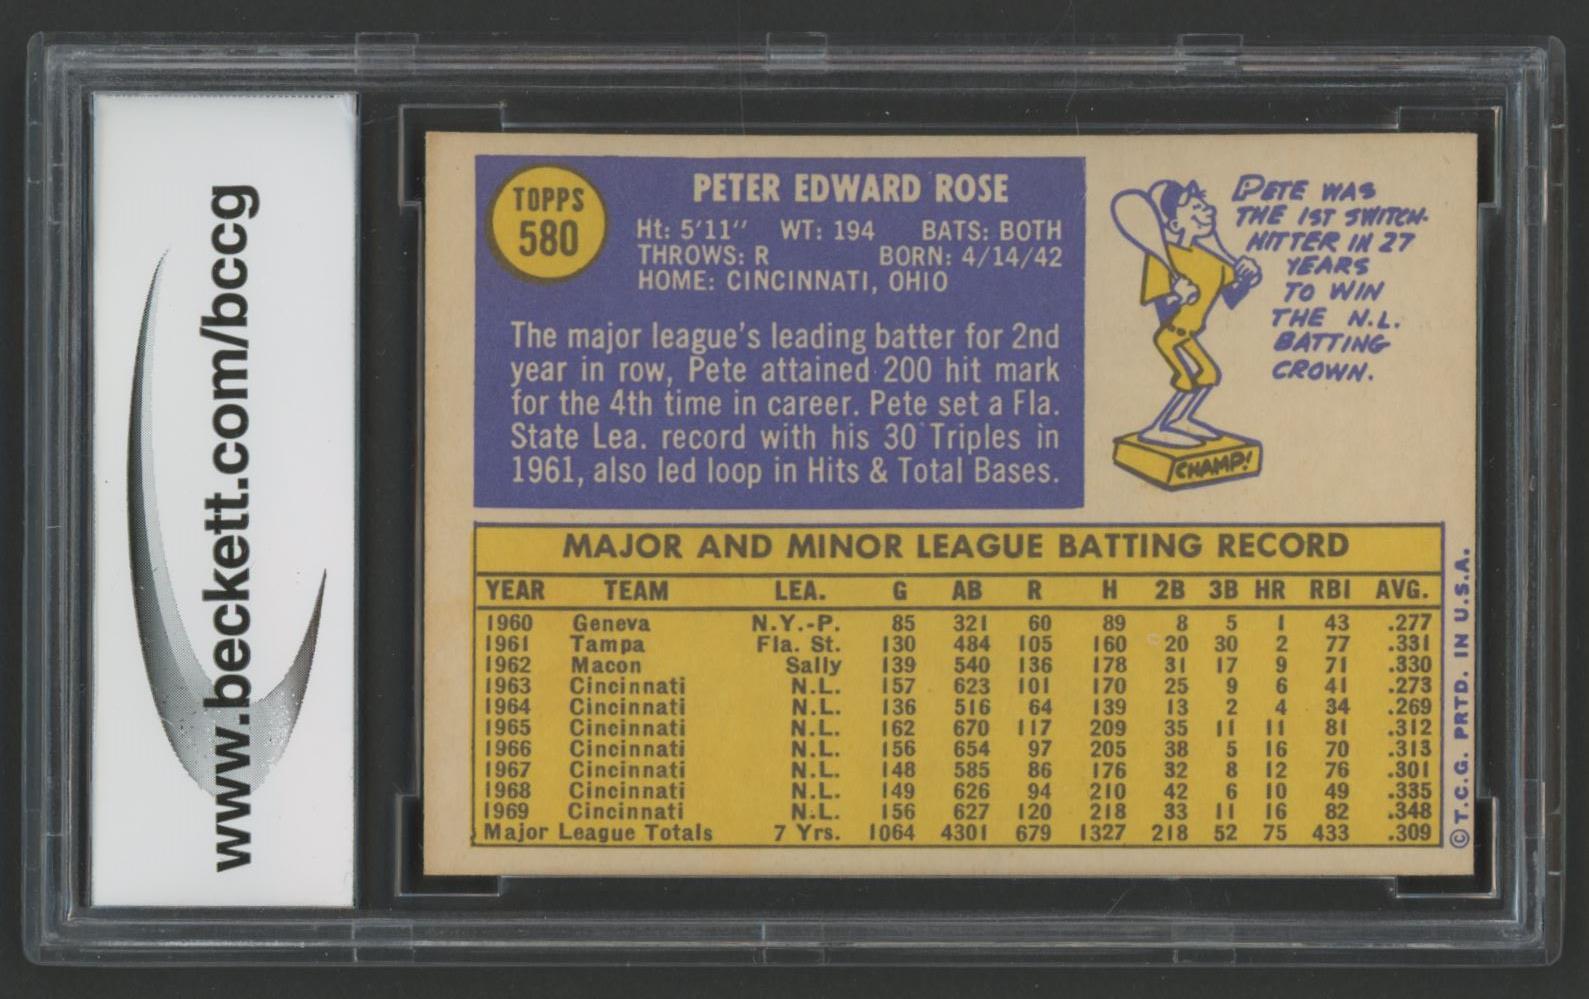 www.beckett.com/bccg
TOPPS
580
PETER EDWARD ROSE
Ht: 5'11" WT: 194 BATS: BOTH
THROWS: R BORN: 4/14/42
HOME: CINCINNATI, OHIO
The major league's leading batter for 2nd
year in row, Pete attained 200 hit mark
for the 4th time in career. Pete set a Fla.
State Lea. record with his 30 Triples in
1961, also led loop in Hits & Total Bases.
PETE WAS
THE 1ST SWITCH-
HITTER IN 27
YEARS
TO WIN
THE N.L.
BATTING
CROWN.
CHAMP!
MAJOR AND MINOR LEAGUE BATTING RECORD
YEAR TEAM LEA. G AB R H 2B 3B HR RBI AVG.
1960 Geneva N.Y.-P. 85 321 60 89 8 5 1 43 .277
1961 Tampa Fla. St. 130 484 105 160 20 30 2 77 .331
1962 Macon Sally 139 540 136 178 31 17 9 71 .330
1963 Cincinnati N.L. 157 623 101 170 25 9 6 41 .273
1964 Cincinnati N.L. 136 516 64 139 13 2 4 34 .269
1965 Cincinnati N.L. 162 670 117 209 35 11 11 81 .312
1966 Cincinnati N.L. 156 654 97 205 38 5 16 70 .313
1967 Cincinnati N.L. 148 585 86 176 32 8 12 76 .301
1968 Cincinnati N.L. 149 626 94 210 42 6 10 49 .335
1969 Cincinnati N.L. 156 627 120 218 33 11 16 82 .348
Major League Totals 7 Yrs. 1064 4301 679 1327 218 52 75 433 .309
© T.C.G. PRTD. IN U.S.A.